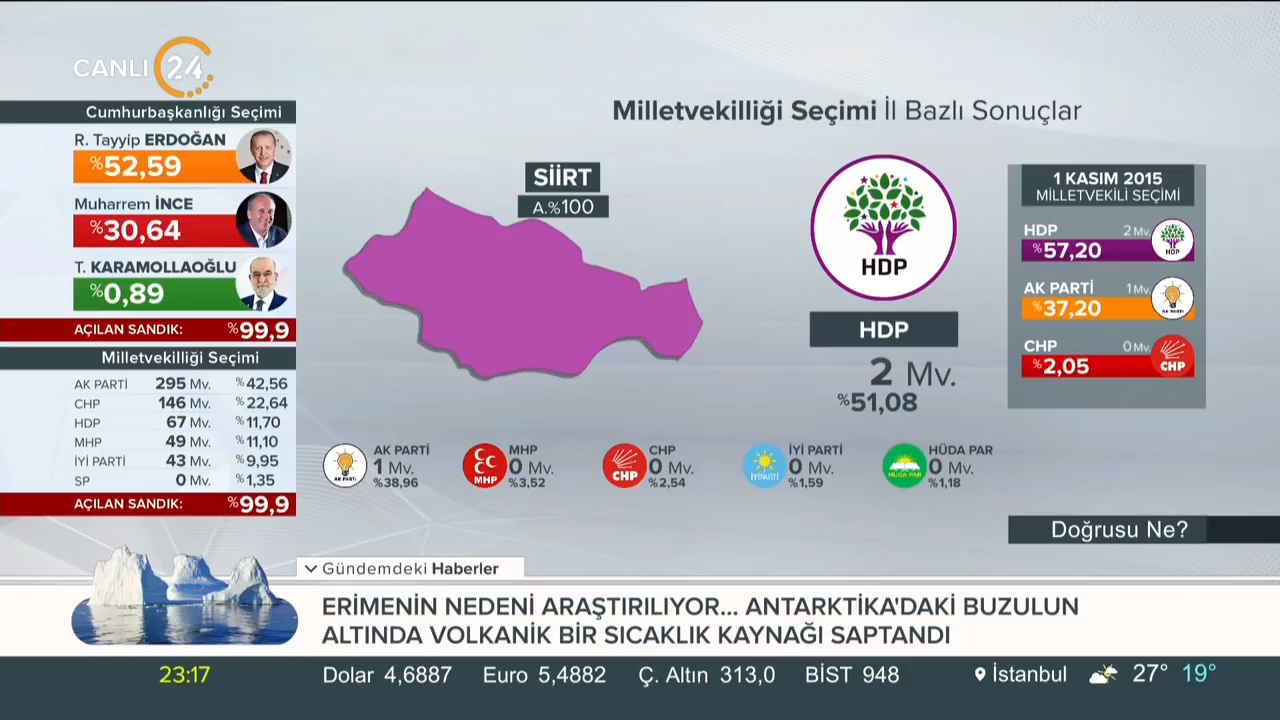 CANLI 24
Cumhurbaşkanlığı Seçimi
R. Tayyip ERDOĞAN
%52,59
Muharrem İNCE
%30,64
T. KARAMOLLAOĞLU
%0,89
AÇILAN SANDIK: %99,9
Milletvekilliği Seçimi
AK PARTİ 295 Mv. %42,56
CHP 146 Mv. %22,64
HDP 67 Mv. %11,70
MHP 49 Mv. %11,10
İYİ PARTİ 43 Mv. %9,95
SP 0 Mv. %1,35
AÇILAN SANDIK: %99,9
Milletvekilliği Seçimi İl Bazlı Sonuçlar
SİİRT
A.%100
HDP
HDP
2 Mv.
%51,08
1 KASIM 2015
MİLLETVEKİLİ SEÇİMİ
HDP 2 Mv.
%57,20
HDP
AK PARTİ 1 Mv.
%37,20
AK PARTİ
CHP 0 Mv.
%2,05
CHP
AK PARTİ
1 Mv.
%38,96
AK PARTİ
MHP
0 Mv.
%3,52
MHP
CHP
0 Mv.
%2,54
CHP
İYİ PARTİ
0 Mv.
%1,59
İYİ PARTİ
HÜDA PAR
0 Mv.
%1,18
HÜDA PAR
Doğrusu Ne?
Gündemdeki Haberler
ERİMENİN NEDENİ ARAŞTIRILIYOR... ANTARKTİKA'DAKİ BUZULUN
ALTINDA VOLKANİK BİR SICAKLIK KAYNAĞI SAPTANDI
23:17 Dolar 4,6887 Euro 5,4882 Ç. Altın 313,0 BİST 948 İstanbul 27° 19°